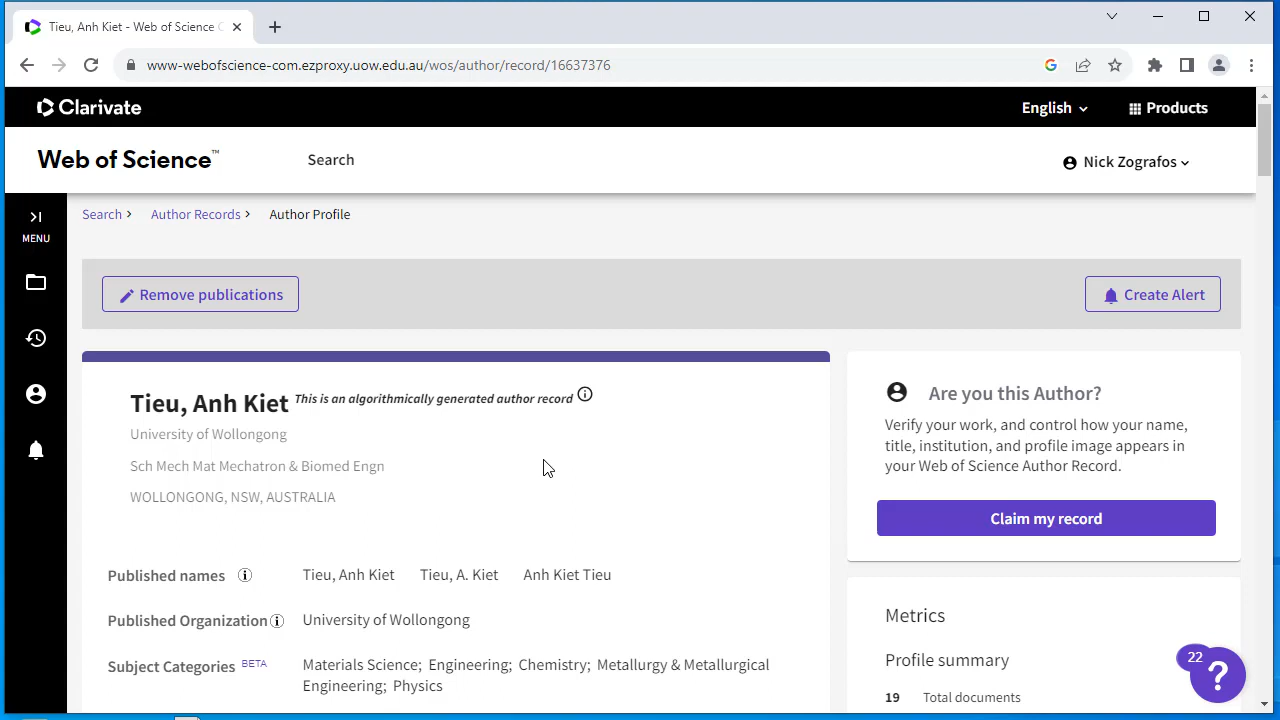 Tieu, Anh Kiet - Web of Science C
www-webofscience-com.ezproxy.uow.edu.au/wos/author/record/16637376
Clarivate
English
Products
Web of Science™
Search
Nick Zografos
MENU
Search > Author Records > Author Profile
Remove publications
Create Alert
Tieu, Anh Kiet This is an algorithmically generated author record
University of Wollongong
Sch Mech Mat Mechatron & Biomed Engn
WOLLONGONG, NSW, AUSTRALIA
Published names Tieu, Anh Kiet Tieu, A. Kiet Anh Kiet Tieu
Published Organization University of Wollongong
Subject Categories BETA Materials Science; Engineering; Chemistry; Metallurgy & Metallurgical
Engineering; Physics
Are you this Author?
Verify your work, and control how your name,
title, institution, and profile image appears in
your Web of Science Author Record.
Claim my record
Metrics
Profile summary
19 Total documents
22
?